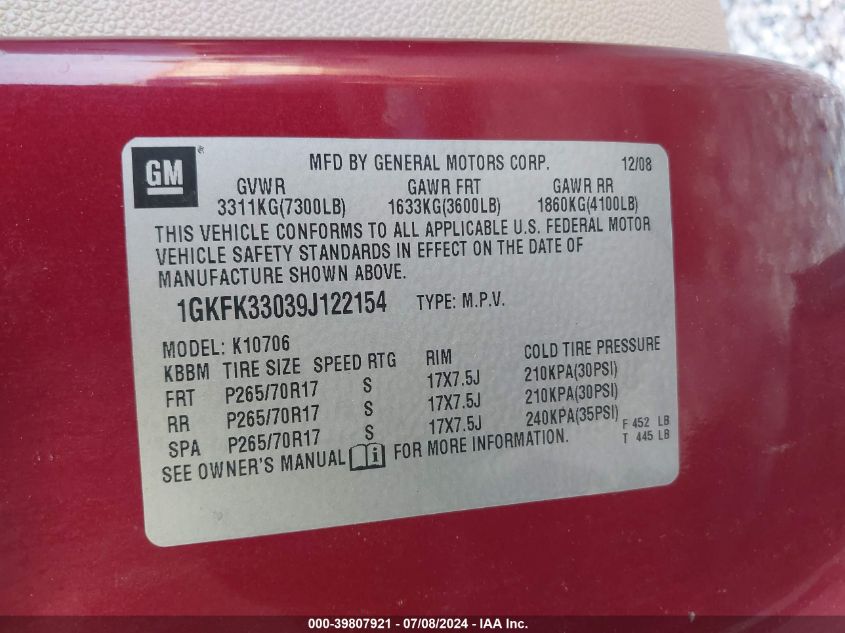 GM
MFD BY GENERAL MOTORS CORP. 12/08
GVWR GAWR FRT GAWR RR
3311KG(7300LB) 1633KG(3600LB) 1860KG(4100LB)
THIS VEHICLE CONFORMS TO ALL APPLICABLE U.S. FEDERAL MOTOR
VEHICLE SAFETY STANDARDS IN EFFECT ON THE DATE OF
MANUFACTURE SHOWN ABOVE.
1GKFK33039J122154 TYPE: M.P.V.
MODEL: K10706
KBBM TIRE SIZE SPEED RTG RIM COLD TIRE PRESSURE
FRT P265/70R17 S 17X7.5J 210KPA(30PSI)
RR P265/70R17 S 17X7.5J 210KPA(30PSI)
SPA P265/70R17 S 17X7.5J 240KPA(35PSI)
F 452 LB
T 445 LB
SEE OWNER'S MANUAL i FOR MORE INFORMATION.
000-39807921 - 07/08/2024 - IAA Inc.